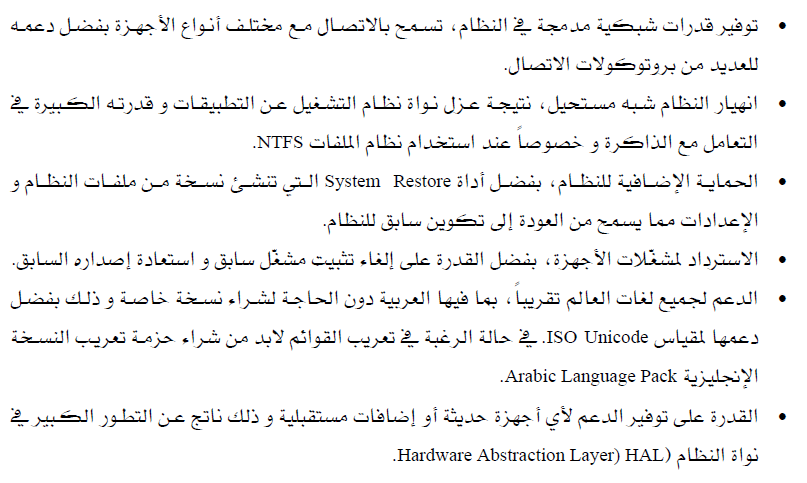 • توفير قدرات شبكية مدمجة في النظام، تسمح بالاتصال مع مختلف أنواع الأجهزة بفضل دعمه
للعديد من بروتوكولات الاتصال.
• انهيار النظام شبه مستحيل، نتيجة عزل نواة نظام التشغيل عن التطبيقات و قدرته الكبيرة في
التعامل مع الذاكرة و خصوصاً عند استخدام نظام الملفات NTFS.
• الحماية الإضافية للنظام، بفضل أداة System Restore التي تنشئ نسخة من ملفات النظام و
الإعدادات مما يسمح من العودة إلى تكوين سابق للنظام.
• الاسترداد لمشغّلات الأجهزة، بفضل القدرة على إلغاء تثبيت مشغّل سابق و استعادة إصداره السابق.
• الدعم لجميع لغات العالم تقريباً، بما فيها العربية دون الحاجة لشراء نسخة خاصة و ذلك بفضل
دعمها لمقياس ISO Unicode. في حالة الرغبة في تعريب القوائم لابد من شراء حزمة تعريب النسخة
الإنجليزية Arabic Language Pack.
• القدرة على توفير الدعم لأي أجهزة حديثة أو إضافات مستقبلية و ذلك ناتج عن التطور الكبير في
نواة النظام (Hardware Abstraction Layer) HAL.